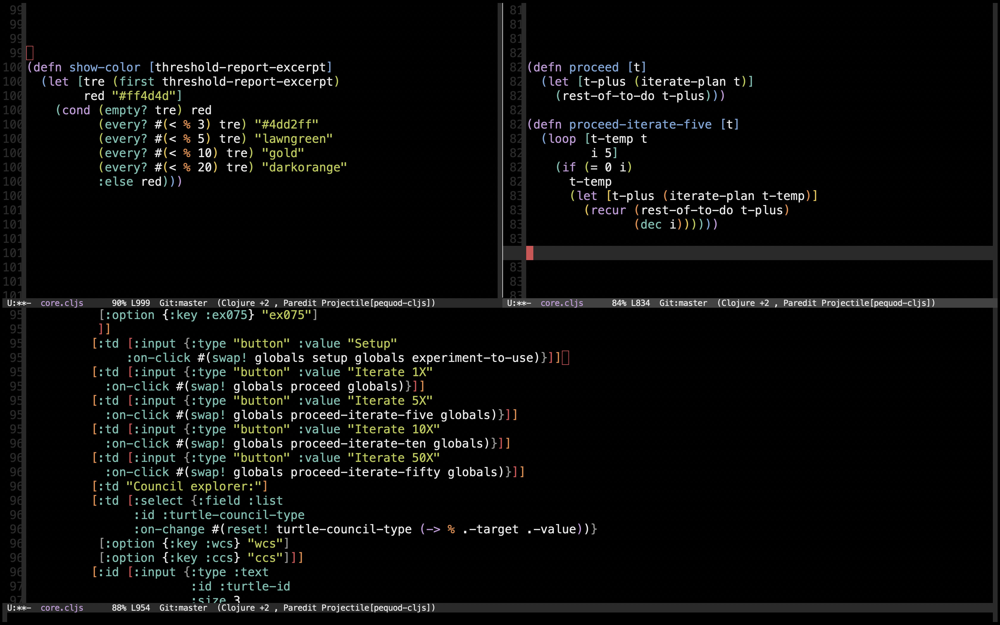 (defn show-color [threshold-report-excerpt]
(let [tre (first threshold-report-excerpt)
red "#ff4d4d"]
(cond (empty? tre) red
(every? #(< % 3) tre) "#4dd2ff"
(every? #(< % 5) tre) "lawngreen"
(every? #(< % 10) tre) "gold"
(every? #(< % 20) tre) "darkorange"
:else red)))
U:**- core.cljs 90% L999 Git:master (Clojure +2 , Paredit Projectile[pequod-cljs])
(defn proceed [t]
(let [t-plus (iterate-plan t)]
(rest-of-to-do t-plus)))
(defn proceed-iterate-five [t]
(loop [t-temp t
i 5]
(if (= 0 i)
t-temp
(let [t-plus (iterate-plan t-temp)]
(recur (rest-of-to-do t-plus)
(dec i))))))
U:**- core.cljs 84% L834 Git:master (Clojure +2 , Paredit Projectile[pequod-cljs])
[:option {:key :ex075} "ex075"]
]]
[:td [:input {:type "button" :value "Setup"
:on-click #(swap! globals setup globals experiment-to-use)}]]
[:td [:input {:type "button" :value "Iterate 1X"
:on-click #(swap! globals proceed globals)}]]
[:td [:input {:type "button" :value "Iterate 5X"
:on-click #(swap! globals proceed-iterate-five globals)}]]
[:td [:input {:type "button" :value "Iterate 10X"
:on-click #(swap! globals proceed-iterate-ten globals)}]]
[:td [:input {:type "button" :value "Iterate 50X"
:on-click #(swap! globals proceed-iterate-fifty globals)}]]
[:td "Council explorer:"]
[:td [:select {:field :list
:id :turtle-council-type
:on-change #(reset! turtle-council-type (-> % .-target .-value))}
[:option {:key :wcs} "wcs"]
[:option {:key :ccs} "ccs"]]]
[:id [:input {:type :text
:id :turtle-id
:size 3
U:**- core.cljs 88% L954 Git:master (Clojure +2 , Paredit Projectile[pequod-cljs])